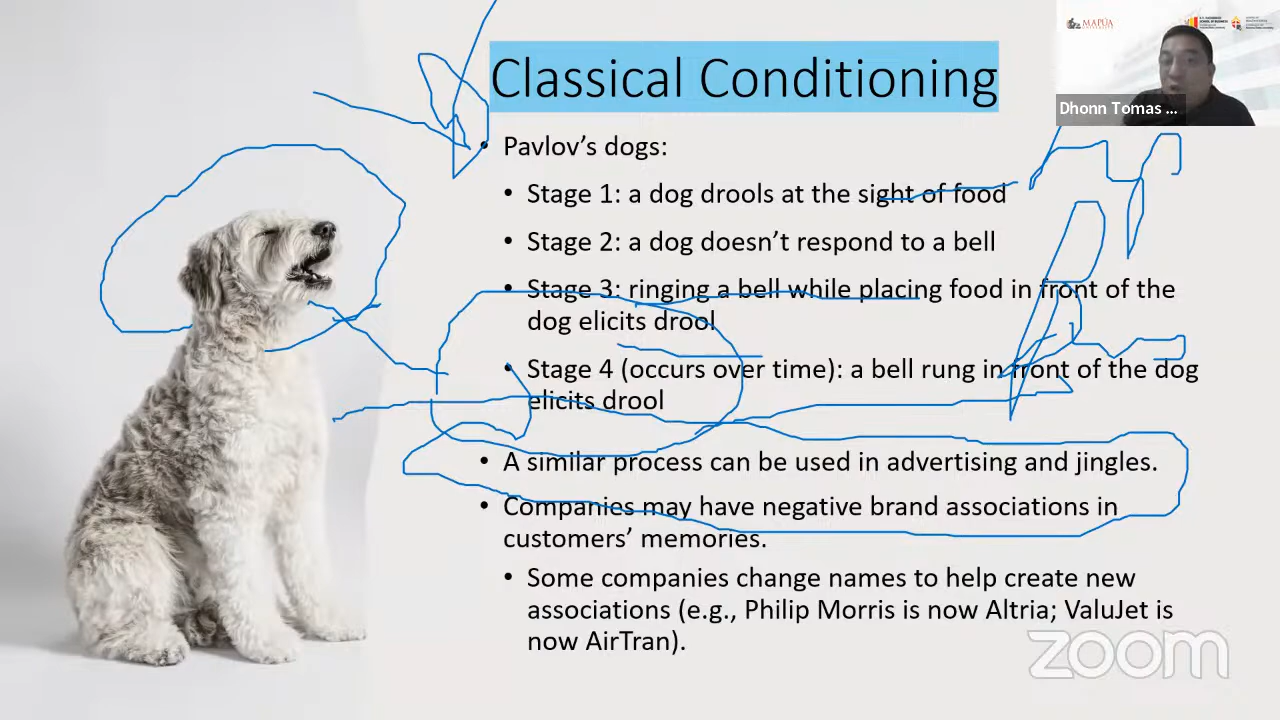 MAPÚA
Classical Conditioning
Dhonn Tomas ...
• Pavlov’s dogs:
• Stage 1: a dog drools at the sight of food
• Stage 2: a dog doesn’t respond to a bell
• Stage 3: ringing a bell while placing food in front of the
dog elicits drool
• Stage 4 (occurs over time): a bell rung in front of the dog
elicits drool
• A similar process can be used in advertising and jingles.
• Companies may have negative brand associations in
customers’ memories.
• Some companies change names to help create new
associations (e.g., Philip Morris is now Altria; ValuJet is
now AirTran).
zoom